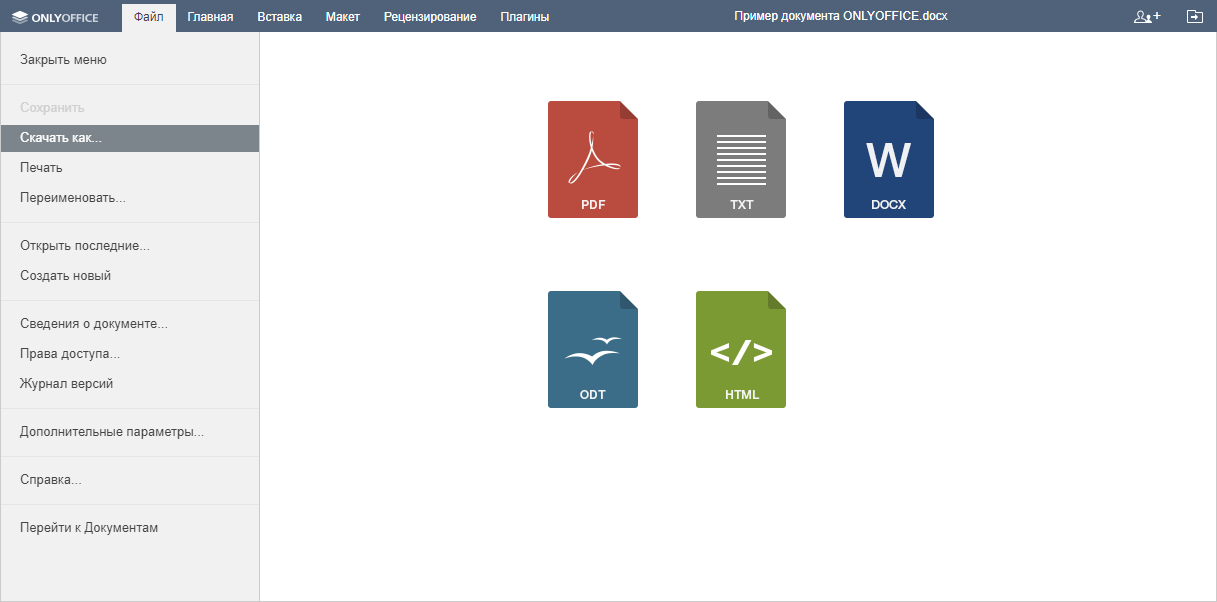 ONLYOFFICE Файл Главная Вставка Макет Рецензирование Плагины Пример документа ONLYOFFICE.docx
Закрыть меню
Сохранить
Скачать как...
Печать
Переименовать...
Открыть последние...
Создать новый
Сведения о документе...
Права доступа...
Журнал версий
Дополнительные параметры...
Справка...
Перейти к Документам
PDF TXT W DOCX
ODT </> HTML